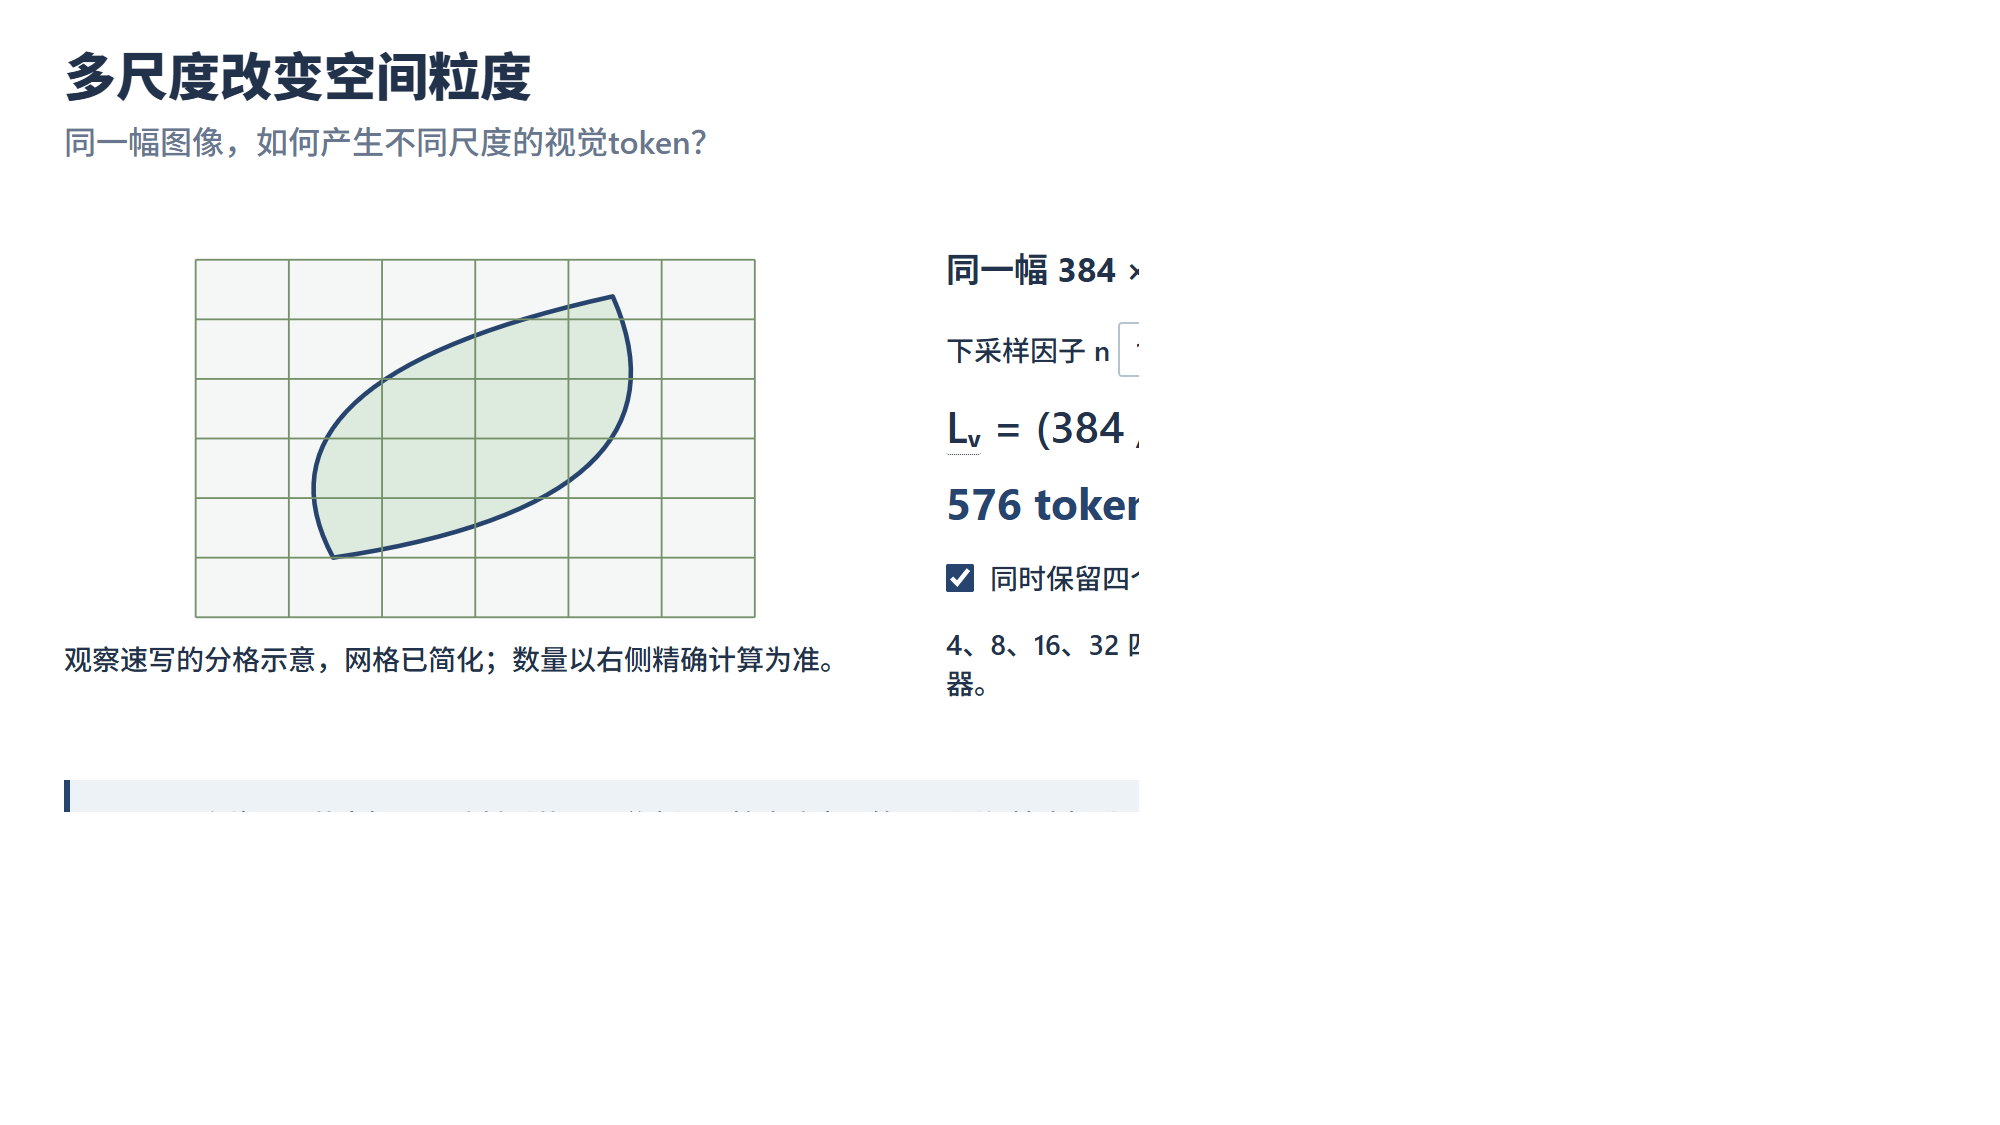 多尺度改变空间粒度
同一幅图像，如何产生不同尺度的视觉token？
观察速写的分格示意，网格已简化；数量以右侧精确计算为准。
同一幅 384 ×
下采样因子 n
Lᵥ = (384
576 token
同时保留四个
4、8、16、32
器。